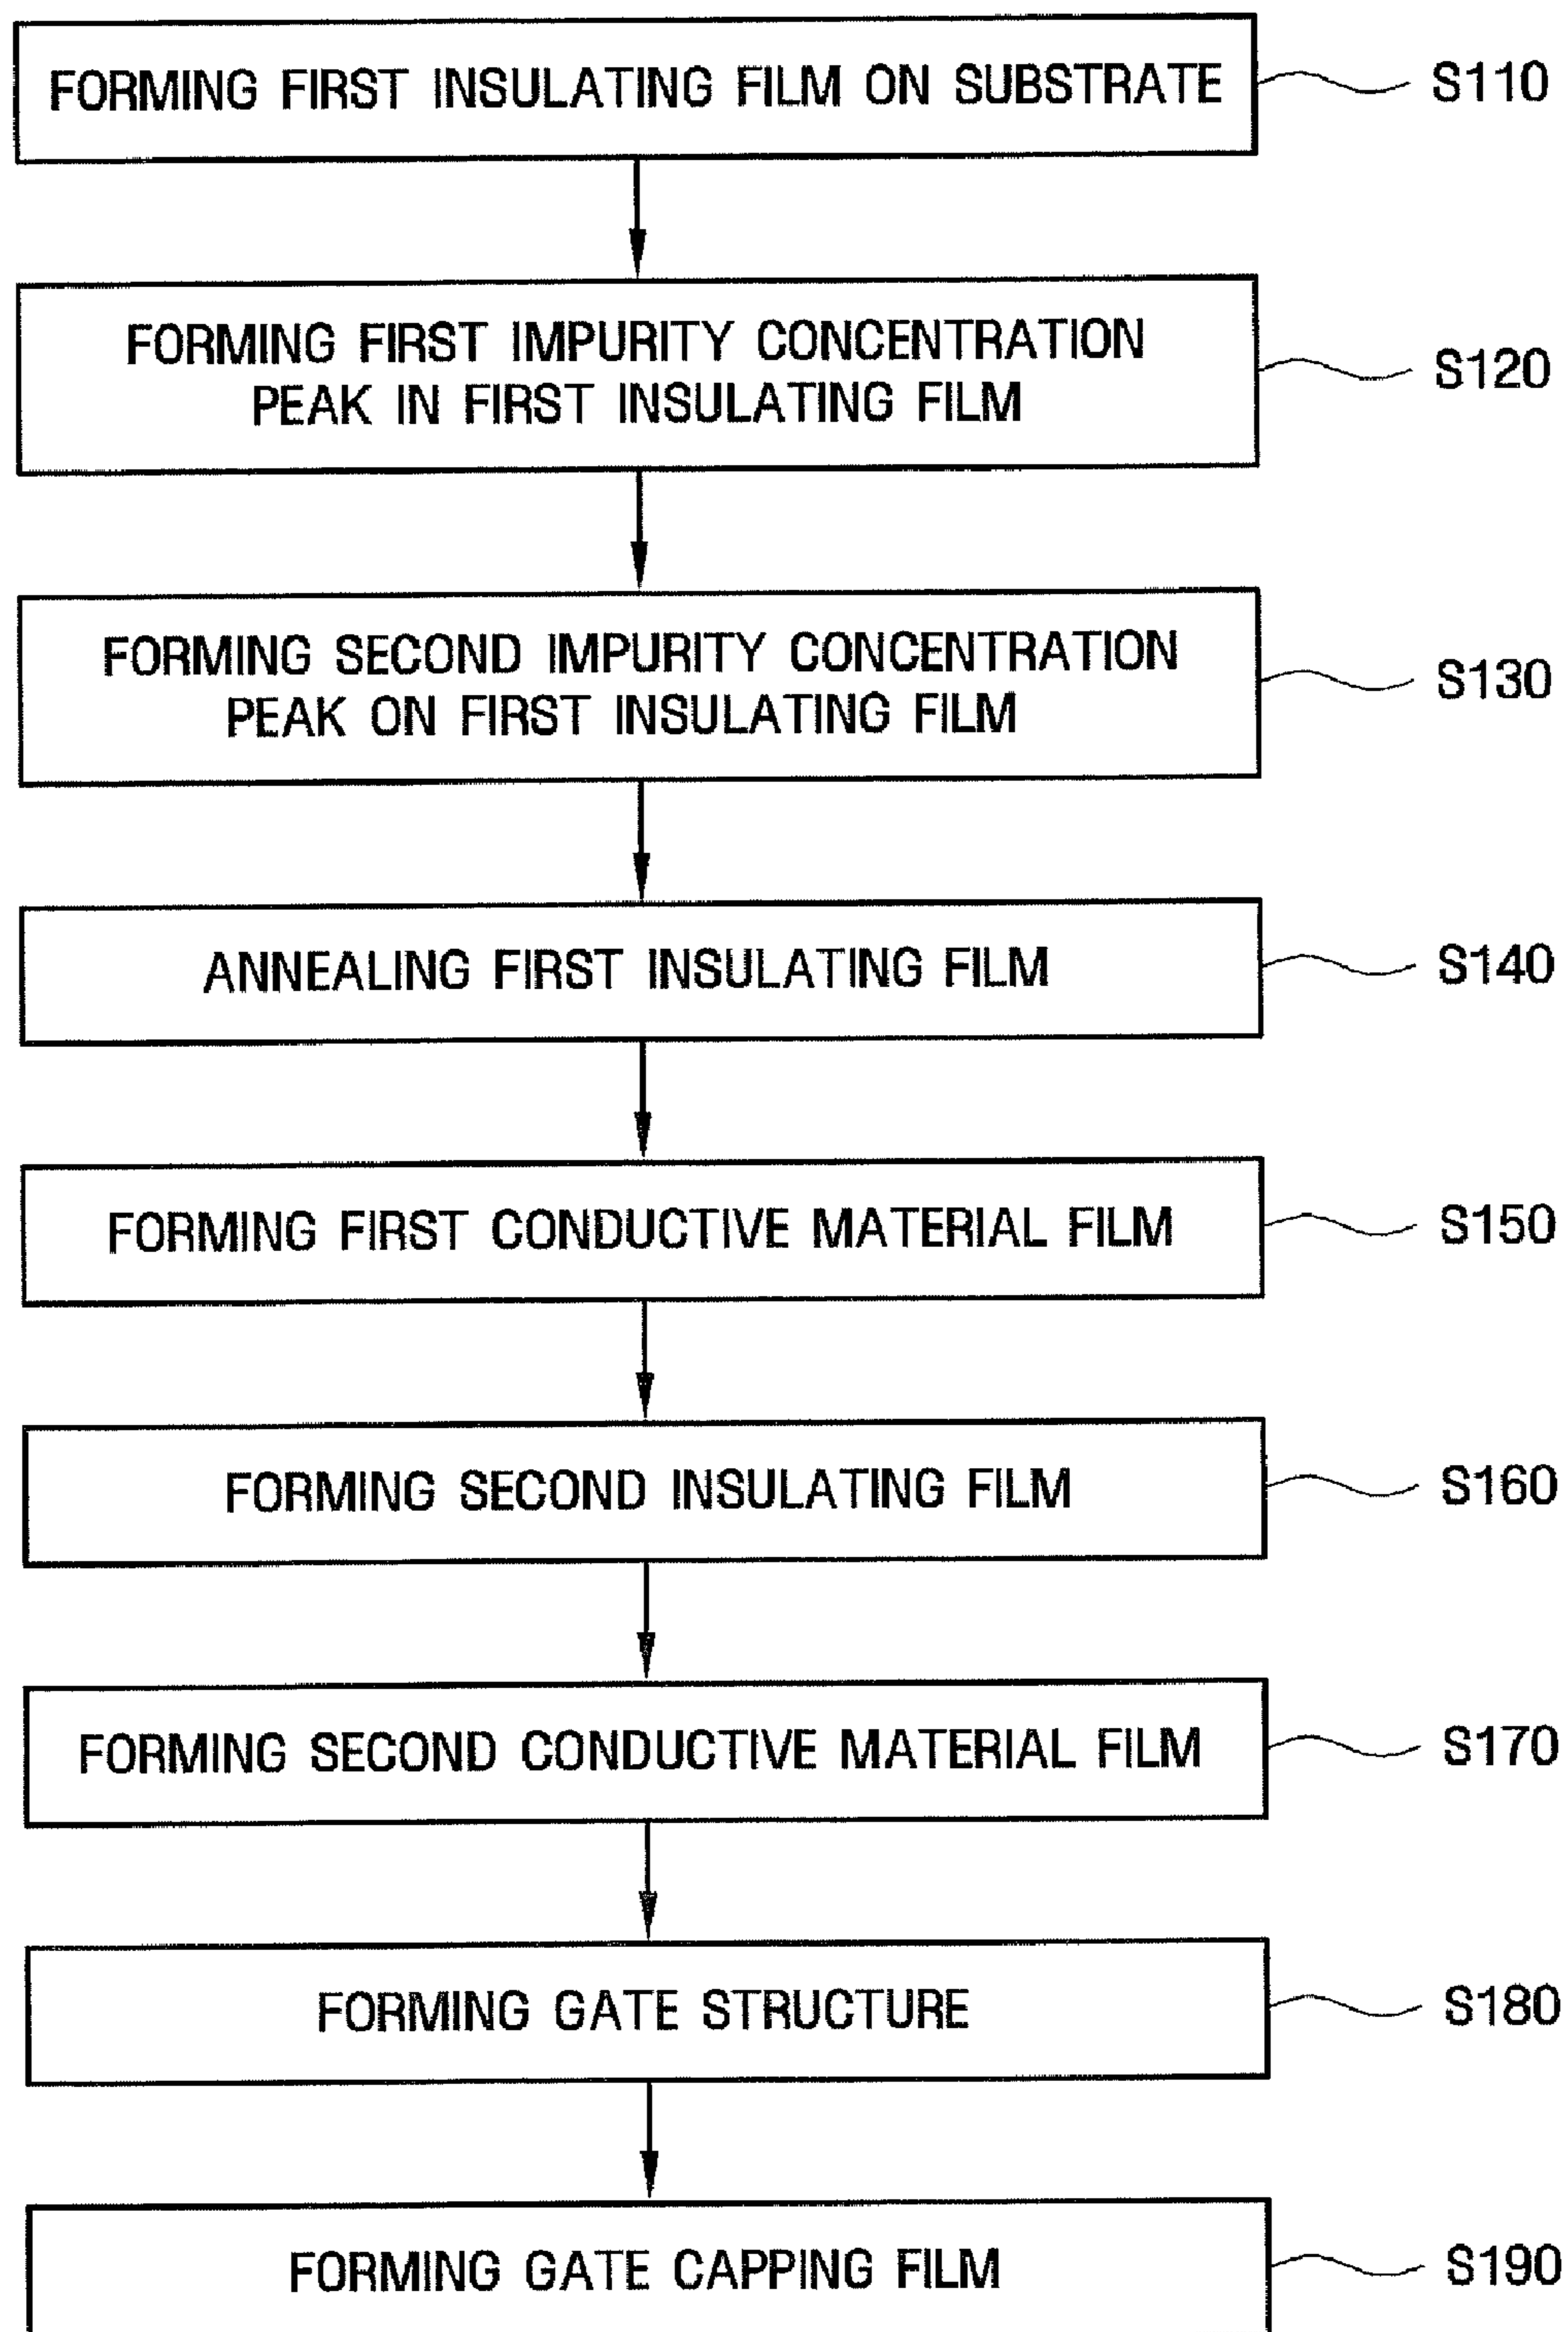 FORMING FIRST INSULATING FILM ON SUBSTRATE
S110
FORMING FIRST IMPURITY CONCENTRATION
PEAK IN FIRST INSULATING FILM
S120
FORMING SECOND IMPURITY CONCENTRATION
PEAK ON FIRST INSULATING FILM
S130
ANNEALING FIRST INSULATING FILM
S140
FORMING FIRST CONDUCTIVE MATERIAL FILM
S150
FORMING SECOND INSULATING FILM
S160
FORMING SECOND CONDUCTIVE MATERIAL FILM
S170
FORMING GATE STRUCTURE
S180
FORMING GATE CAPPING FILM
S190